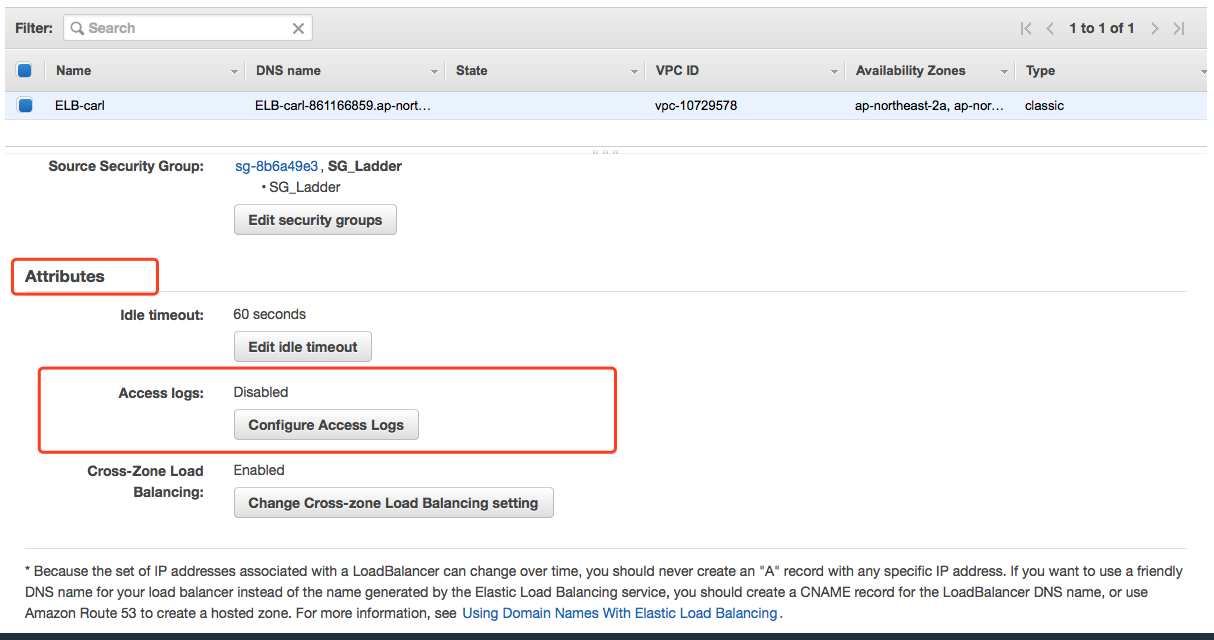 Filter: Search 1 to 1 of 1
Name DNS name State VPC ID Availability Zones Type
ELB-carl ELB-carl-861166859.ap-nort… vpc-10729578 ap-northeast-2a, ap-nor… classic
Source Security Group: sg-8b6a49e3, SG_Ladder
• SG_Ladder
Edit security groups
Attributes
Idle timeout: 60 seconds
Edit idle timeout
Access logs: Disabled
Configure Access Logs
Cross-Zone Load Enabled
Balancing:
Change Cross-zone Load Balancing setting
* Because the set of IP addresses associated with a LoadBalancer can change over time, you should never create an "A" record with any specific IP address. If you want to use a friendly
DNS name for your load balancer instead of the name generated by the Elastic Load Balancing service, you should create a CNAME record for the LoadBalancer DNS name, or use
Amazon Route 53 to create a hosted zone. For more information, see Using Domain Names With Elastic Load Balancing.